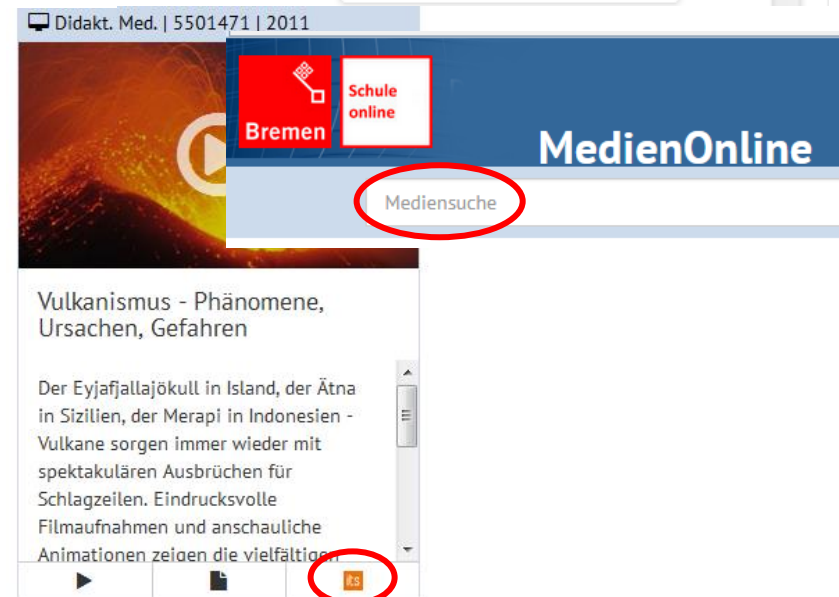 Didakt. Med. | 5501471 | 2011
Bremen
Schule
online
MedienOnline
Mediensuche
Vulkanismus - Phänomene,
Ursachen, Gefahren
Der Eyjafjallajökull in Island, der Ätna
in Sizilien, der Merapi in Indonesien -
Vulkane sorgen immer wieder mit
spektakulären Ausbrüchen für
Schlagzeilen. Eindrucksvolle
Filmaufnahmen und anschauliche
Animationen zeigen die vielfältigen
its